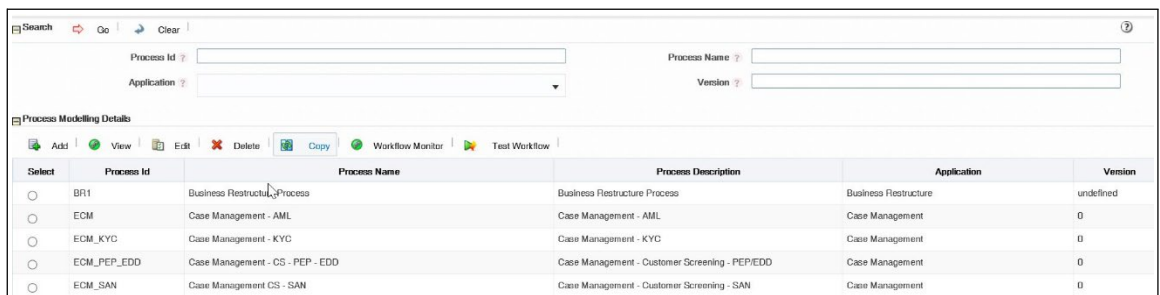 Search Go Clear ?
Process Id ? Process Name ?
Application ? Version ?
Process Modelling Details
Add View Edit Delete Copy Workflow Monitor Test Workflow
Select Process Id Process Name Process Description Application Version
BR1 Business Restructure Process Business Restructure Process Business Restructure undefined
ECM Case Management - AML Case Management - AML Case Management 0
ECM_KYC Case Management - KYC Case Management - KYC Case Management 0
ECM_PEP_EDD Case Management - CS - PEP - EDD Case Management - Customer Screening - PEP/EDD Case Management 0
ECM_SAN Case Management CS - SAN Case Management - Customer Screening - SAN Case Management 0